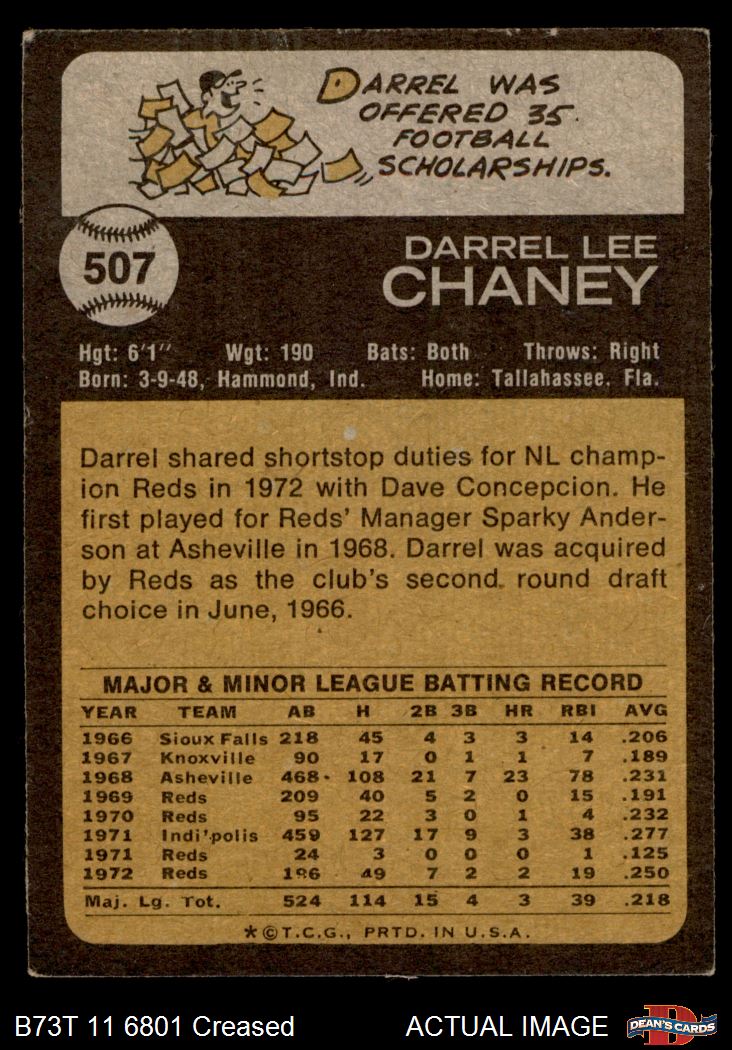 DARREL WAS
OFFERED 35
FOOTBALL
SCHOLARSHIPS.
507
DARREL LEE
CHANEY
Hgt: 6'1" Wgt: 190 Bats: Both Throws: Right
Born: 3-9-48, Hammond, Ind. Home: Tallahassee. Fla.
Darrel shared shortstop duties for NL champ-
ion Reds in 1972 with Dave Concepcion. He
first played for Reds' Manager Sparky Ander-
son at Asheville in 1968. Darrel was acquired
by Reds as the club's second round draft
choice in June, 1966.
MAJOR & MINOR LEAGUE BATTING RECORD
YEAR TEAM AB H 2B 3B HR RBI AVG
1966 Sioux Falls 218 45 4 3 3 14 .206
1967 Knoxville 90 17 0 1 1 7 .189
1968 Asheville 468 108 21 7 23 78 .231
1969 Reds 209 40 5 2 0 15 .191
1970 Reds 95 22 3 0 1 4 .232
1971 Indi'polis 459 127 17 9 3 38 .277
1971 Reds 24 3 0 0 0 1 .125
1972 Reds 196 49 7 2 2 19 .250
Maj. Lg. Tot. 524 114 15 4 3 39 .218
*©T.C.G., PRTD. IN U.S.A.
B73T 11 6801 Creased ACTUAL IMAGE
D
DEAN'S CARDS